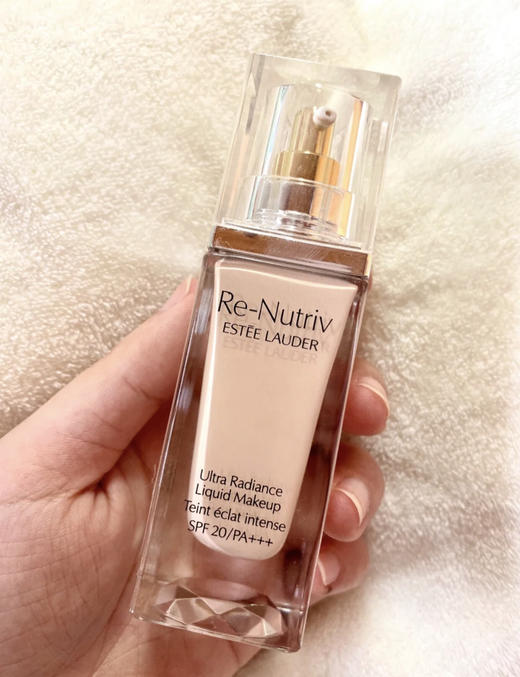 Re-Nutriv
ESTĒE LAUDER
Ultra Radiance
Liquid Makeup
Teint éclat intense
SPF 20/PA+++